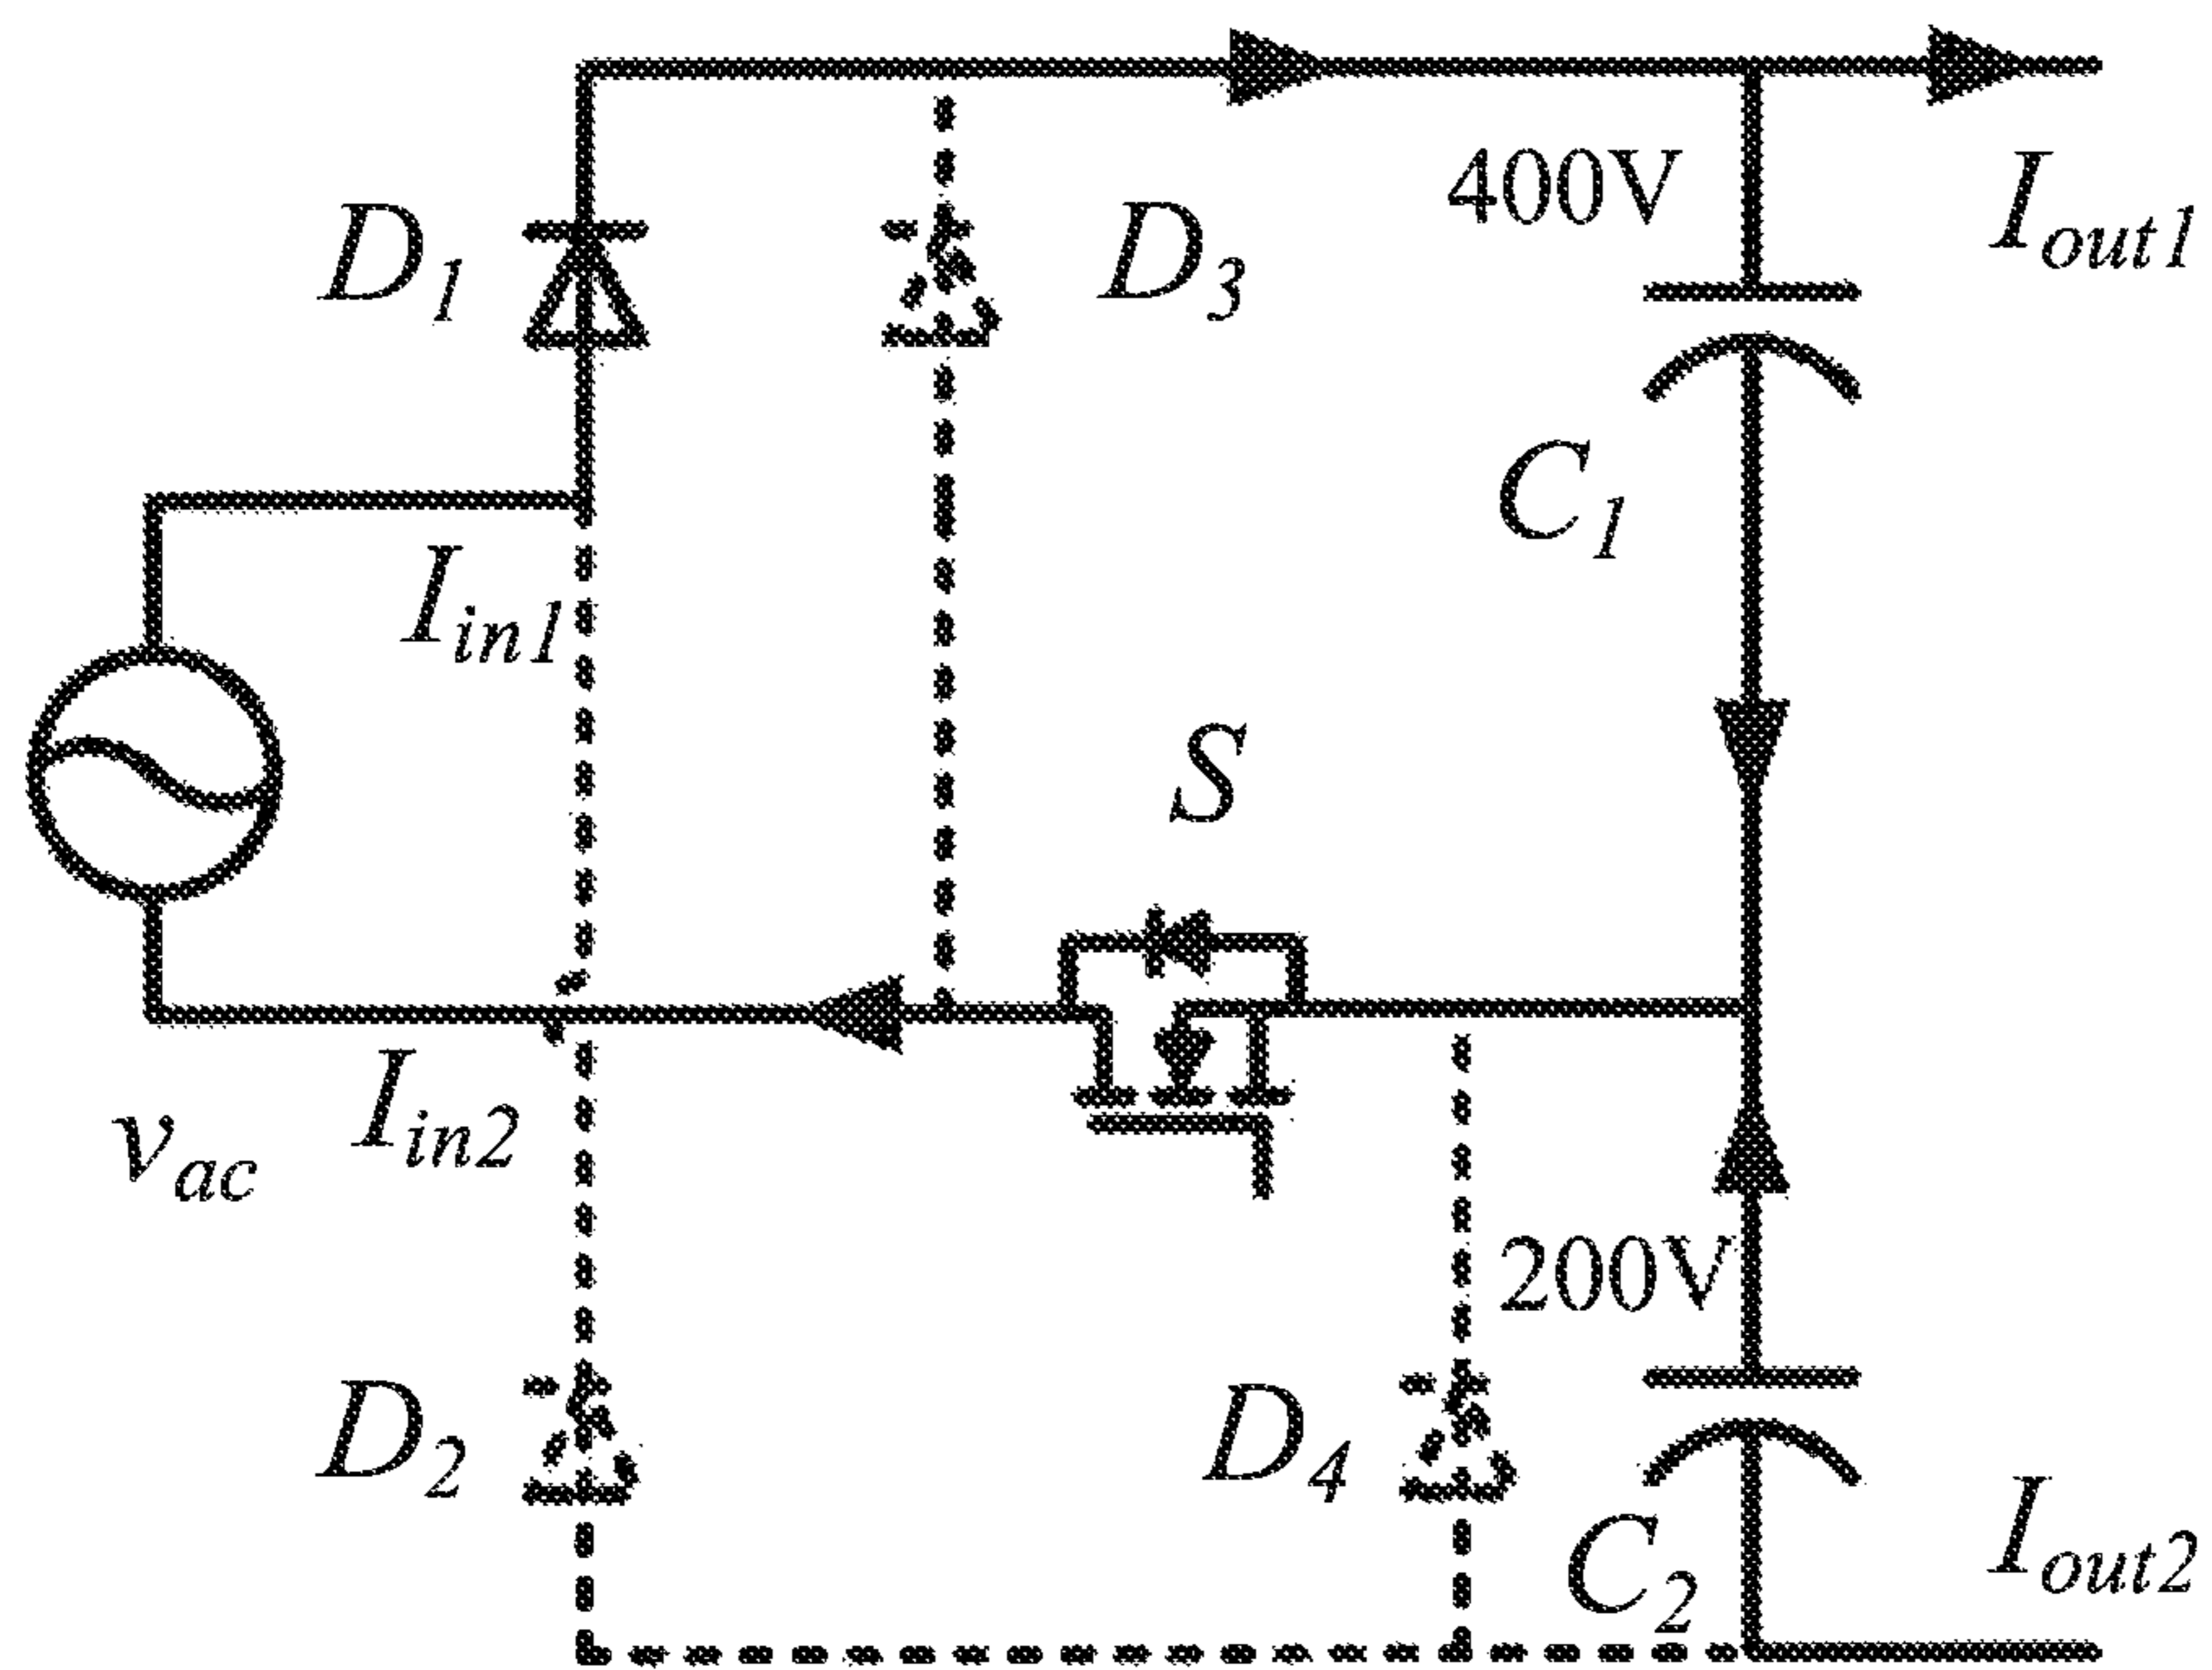 400V
I_out1
D_1
D_3
C_1
I_in1
S
I_in2
v_ac
200V
D_2
D_4
C_2
I_out2